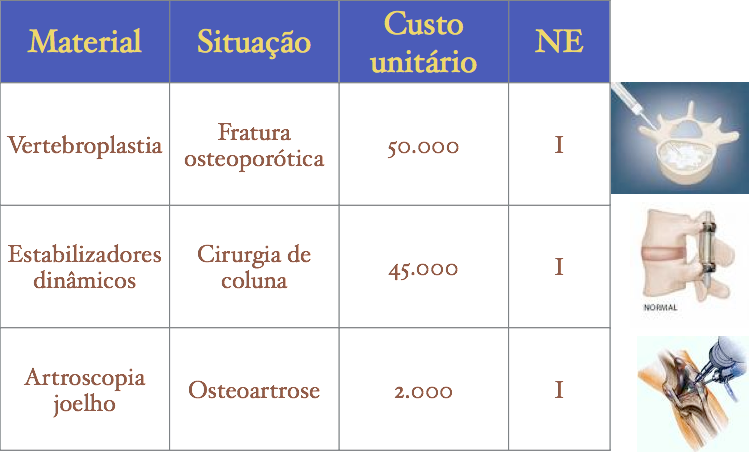 Material
Situação
Custo
unitário
NE
Vertebroplastia
Fratura
osteoporótica
50.000
I
Estabilizadores
dinâmicos
Cirurgia de
coluna
45.000
I
NORMAL
Artroscopia
joelho
Osteoartrose
2.000
I